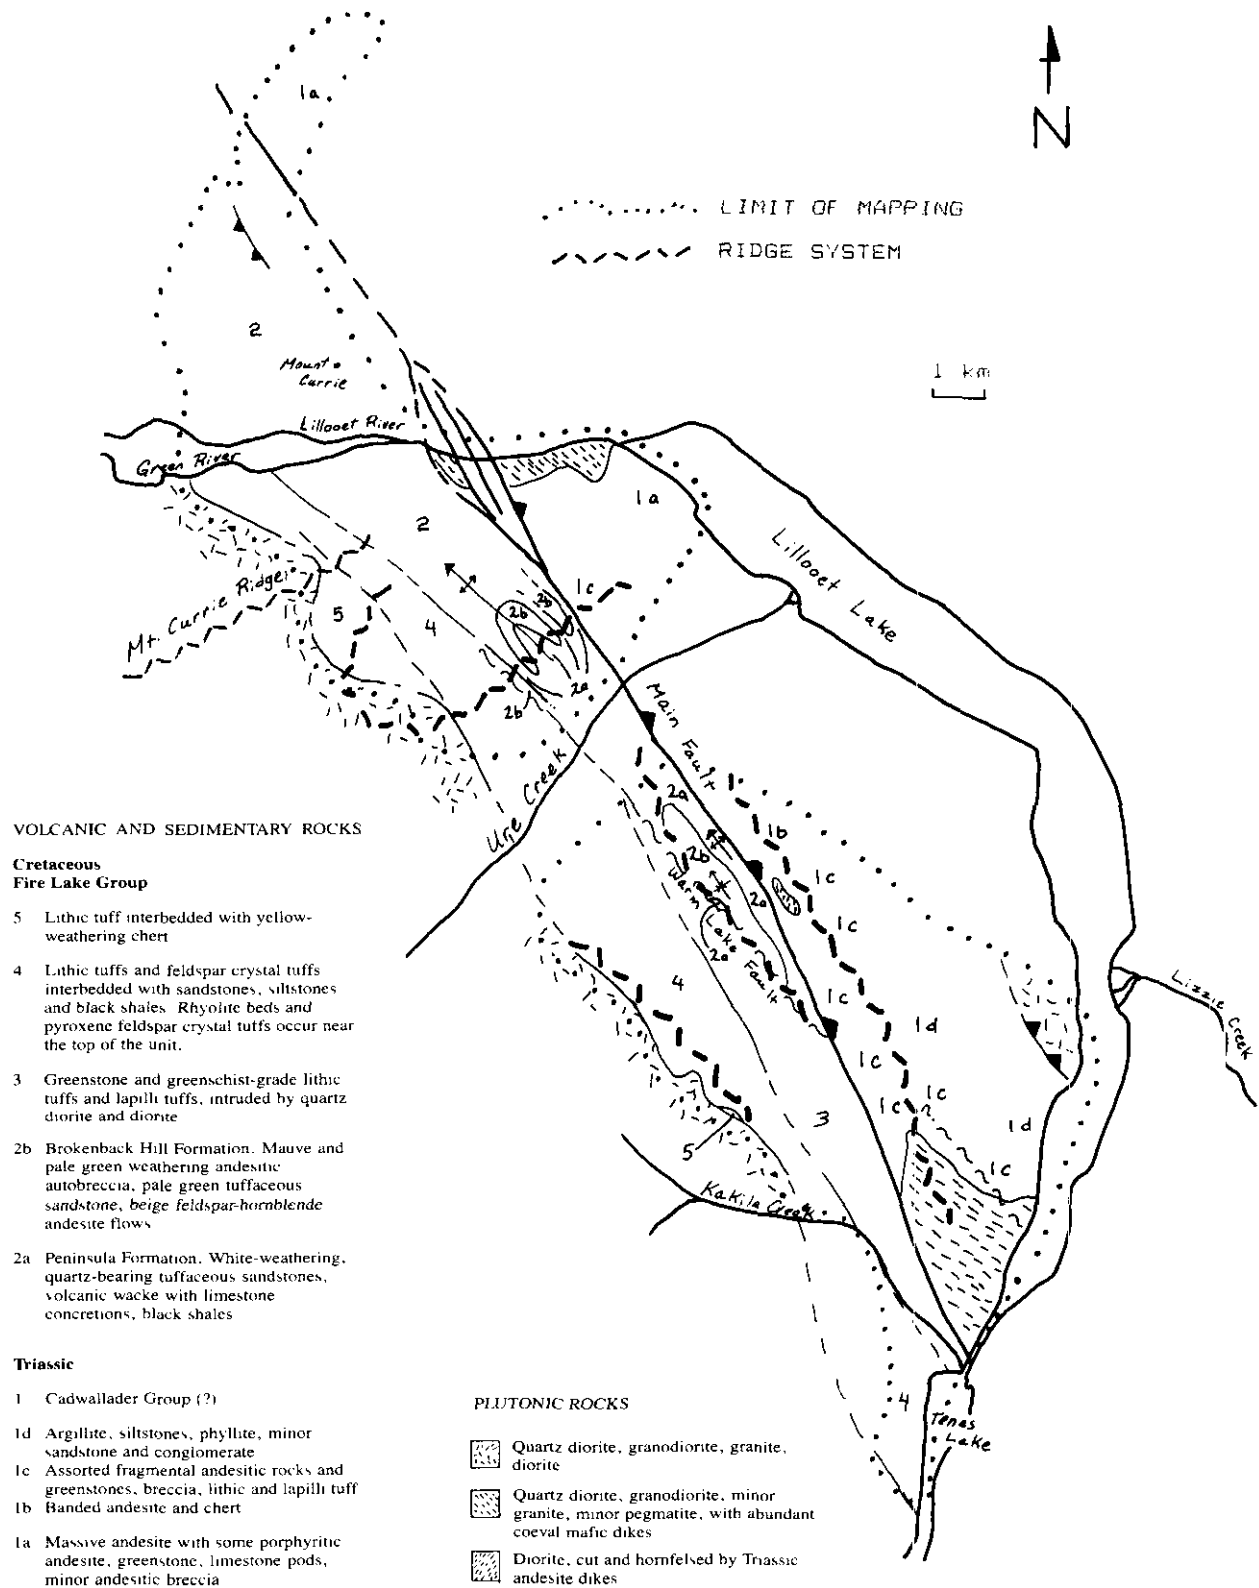 1a
N
LIMIT OF MAPPING
RIDGE SYSTEM
2
Mount
Currie
1 km
Lillooet River
Green River
1a
2
Lillooet Lake
1c
2b
2b
Mt. Currie Ridge
5
4
2a
2b
Main Fault
Ure Creek
2a
1b
2b
1c
2a
Warm Lake Fault
2a
1c
4
1c
Lizzie Creek
1d
1c
1c
1c
3
1d
5
1c
Kakila Creek
4
Tenas
Lake
VOLCANIC AND SEDIMENTARY ROCKS
Cretaceous
Fire Lake Group
5 Lithic tuff interbedded with yellow-
weathering chert
4 Lithic tuffs and feldspar crystal tuffs
interbedded with sandstones, siltstones
and black shales. Rhyolite beds and
pyroxene feldspar crystal tuffs occur near
the top of the unit.
3 Greenstone and greenschist-grade lithic
tuffs and lapilli tuffs, intruded by quartz
diorite and diorite
2b Brokenback Hill Formation. Mauve and
pale green weathering andesitic
autobreccia, pale green tuffaceous
sandstone, beige feldspar-hornblende
andesite flows
2a Peninsula Formation. White-weathering,
quartz-bearing tuffaceous sandstones,
volcanic wacke with limestone
concretions, black shales
Triassic
1 Cadwallader Group (?)
1d Argillite, siltstones, phyllite, minor
sandstone and conglomerate
1c Assorted fragmental andesitic rocks and
greenstones, breccia, lithic and lapilli tuff
1b Banded andesite and chert
1a Massive andesite with some porphyritic
andesite, greenstone, limestone pods,
minor andesitic breccia
PLUTONIC ROCKS
Quartz diorite, granodiorite, granite,
diorite
Quartz diorite, granodiorite, minor
granite, minor pegmatite, with abundant
coeval mafic dikes
Diorite, cut and hornfelsed by Triassic
andesite dikes